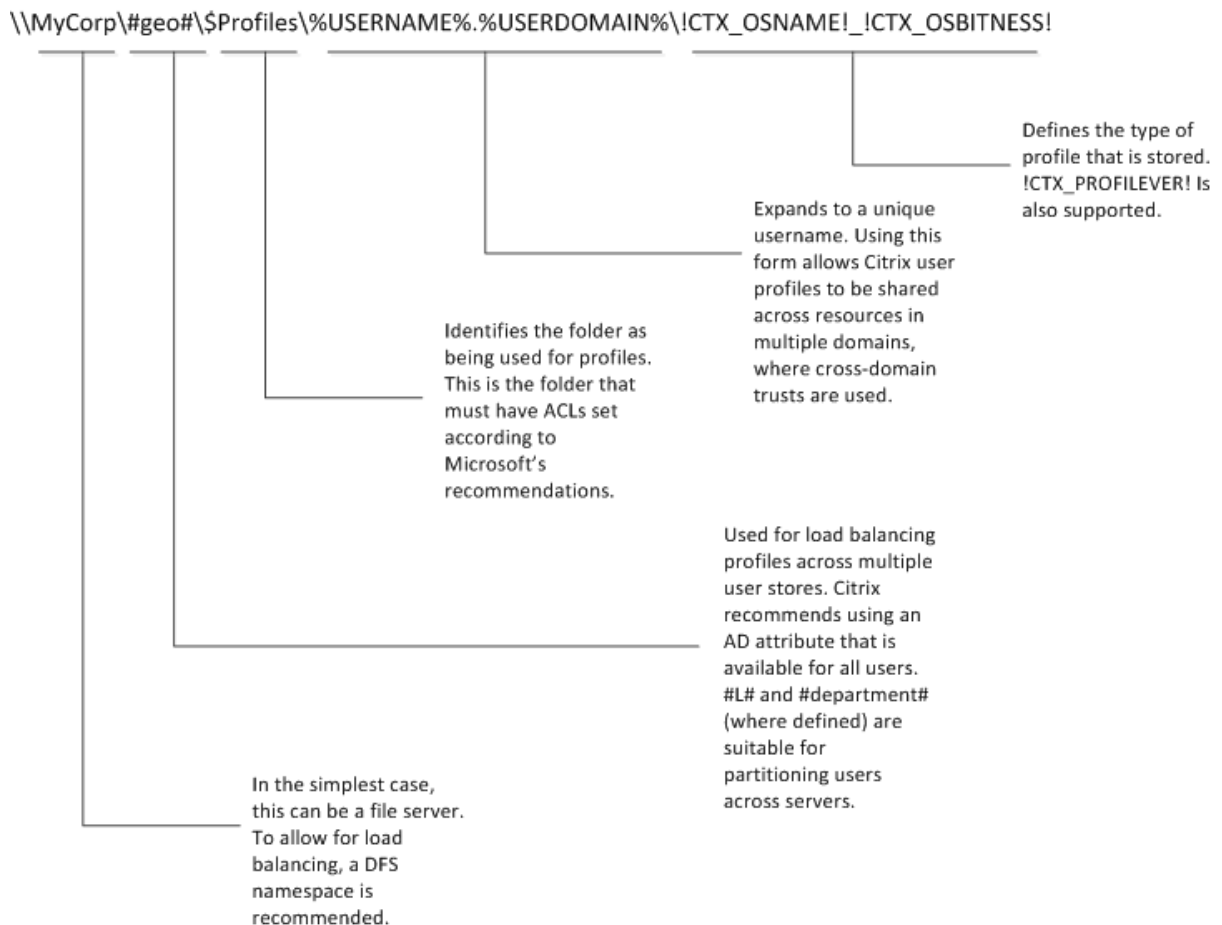 \\MyCorp\#geo#\$Profiles\%USERNAME%.%USERDOMAIN%\!CTX_OSNAME!_!CTX_OSBITNESS!
Defines the type of
profile that is stored.
!CTX_PROFILEVER! Is
also supported.
Expands to a unique
username. Using this
form allows Citrix user
profiles to be shared
across resources in
multiple domains,
where cross-domain
trusts are used.
Identifies the folder as
being used for profiles.
This is the folder that
must have ACLs set
according to
Microsoft’s
recommendations.
Used for load balancing
profiles across multiple
user stores. Citrix
recommends using an
AD attribute that is
available for all users.
#L# and #department#
(where defined) are
suitable for
partitioning users
across servers.
In the simplest case,
this can be a file server.
To allow for load
balancing, a DFS
namespace is
recommended.